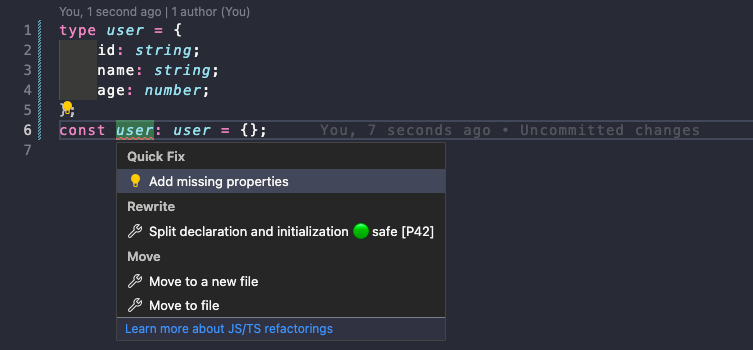 You, 1 second ago | 1 author (You)
1 type user = {
2 id: string;
3 name: string;
4 age: number;
5 };
6 const user: user = {}; You, 7 seconds ago • Uncommitted changes
7
Quick Fix
Add missing properties
Rewrite
Split declaration and initialization 🟢 safe [P42]
Move
Move to a new file
Move to file
Learn more about JS/TS refactorings